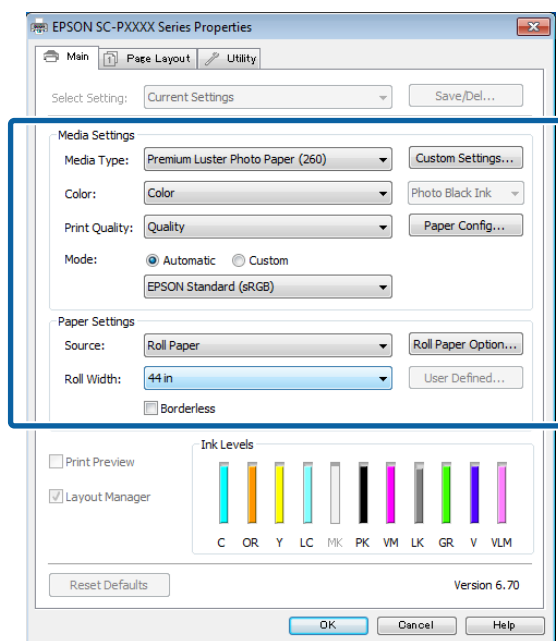 EPSON SC-PXXXX Series Properties
Main Page Layout Utility
Select Setting: Current Settings Save/Del...
Media Settings
Media Type: Premium Luster Photo Paper (260) Custom Settings...
Color: Color Photo Black Ink
Print Quality: Quality Paper Config...
Mode: Automatic Custom
EPSON Standard (sRGB)
Paper Settings
Source: Roll Paper Roll Paper Option...
Roll Width: 44 in User Defined...
Borderless
Ink Levels
Print Preview
Layout Manager
C OR Y LC MK PK VM LK GR V VLM
Reset Defaults Version 6.70
OK Cancel Help